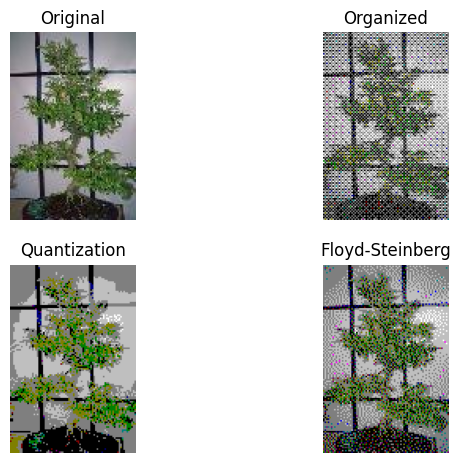 Original
Organized
Quantization
Floyd-Steinberg